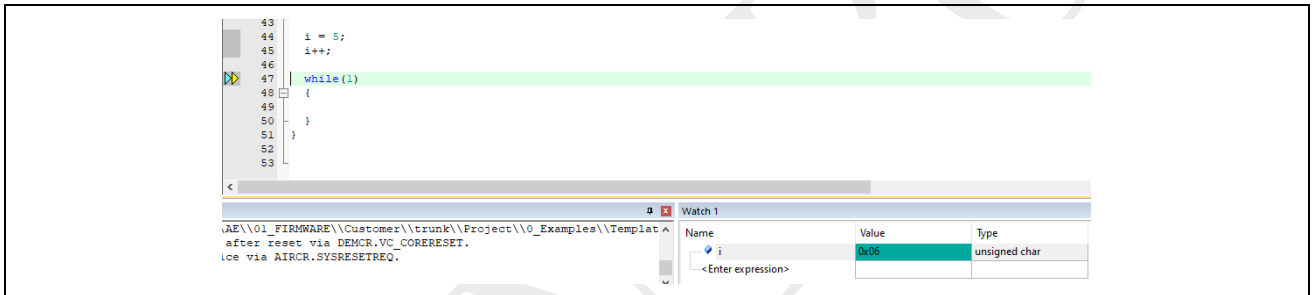 43
44 i = 5;
45 i++;
46
47 while(1)
48 {
49
50 }
51 }
52
53
Watch 1
\AE\\01_FIRMWARE\\Customer\\trunk\\Project\\0_Examples\\Templat
after reset via DEMCR.VC_CORERESET.
ice via AIRCR.SYSRESETREQ.
Name Value Type
i 0x06 unsigned char
<Enter expression>